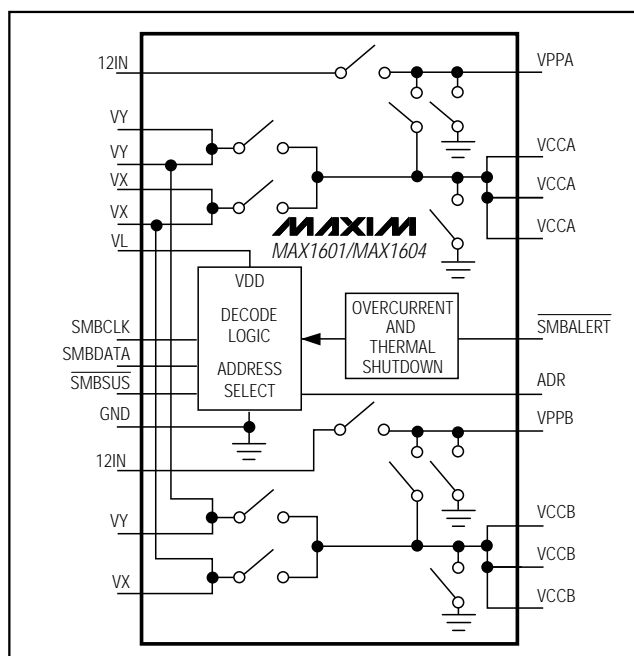 12IN
VPPA
VY
VY
VCCA
VX
VCCA
VX
VCCA
MAXIM
MAX1601/MAX1604
VL
VDD
DECODE
LOGIC
ADDRESS
SELECT
OVERCURRENT
AND
THERMAL
SHUTDOWN
SMBCLK
SMBDATA
SMBSUS
GND
12IN
SMBALERT
ADR
VPPB
VY
VX
VCCB
VCCB
VCCB